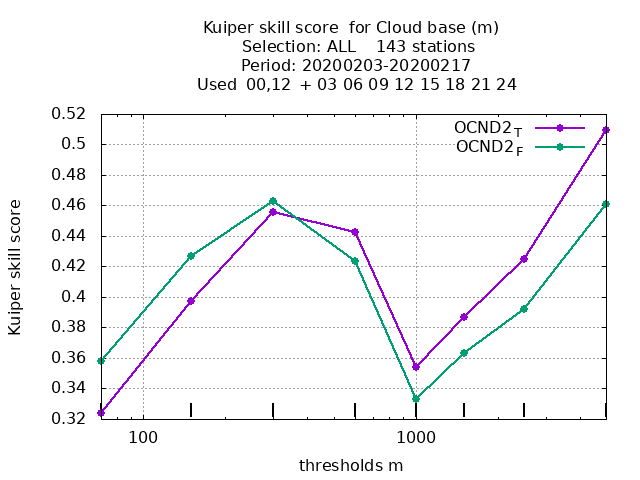 Kuiper skill score for Cloud base (m)
Selection: ALL 143 stations
Period: 20200203-20200217
Used 00,12 + 03 06 09 12 15 18 21 24
OCND2T
OCND2F
Kuiper skill score
0.52
0.5
0.48
0.46
0.44
0.42
0.4
0.38
0.36
0.34
0.32
100
1000
thresholds m